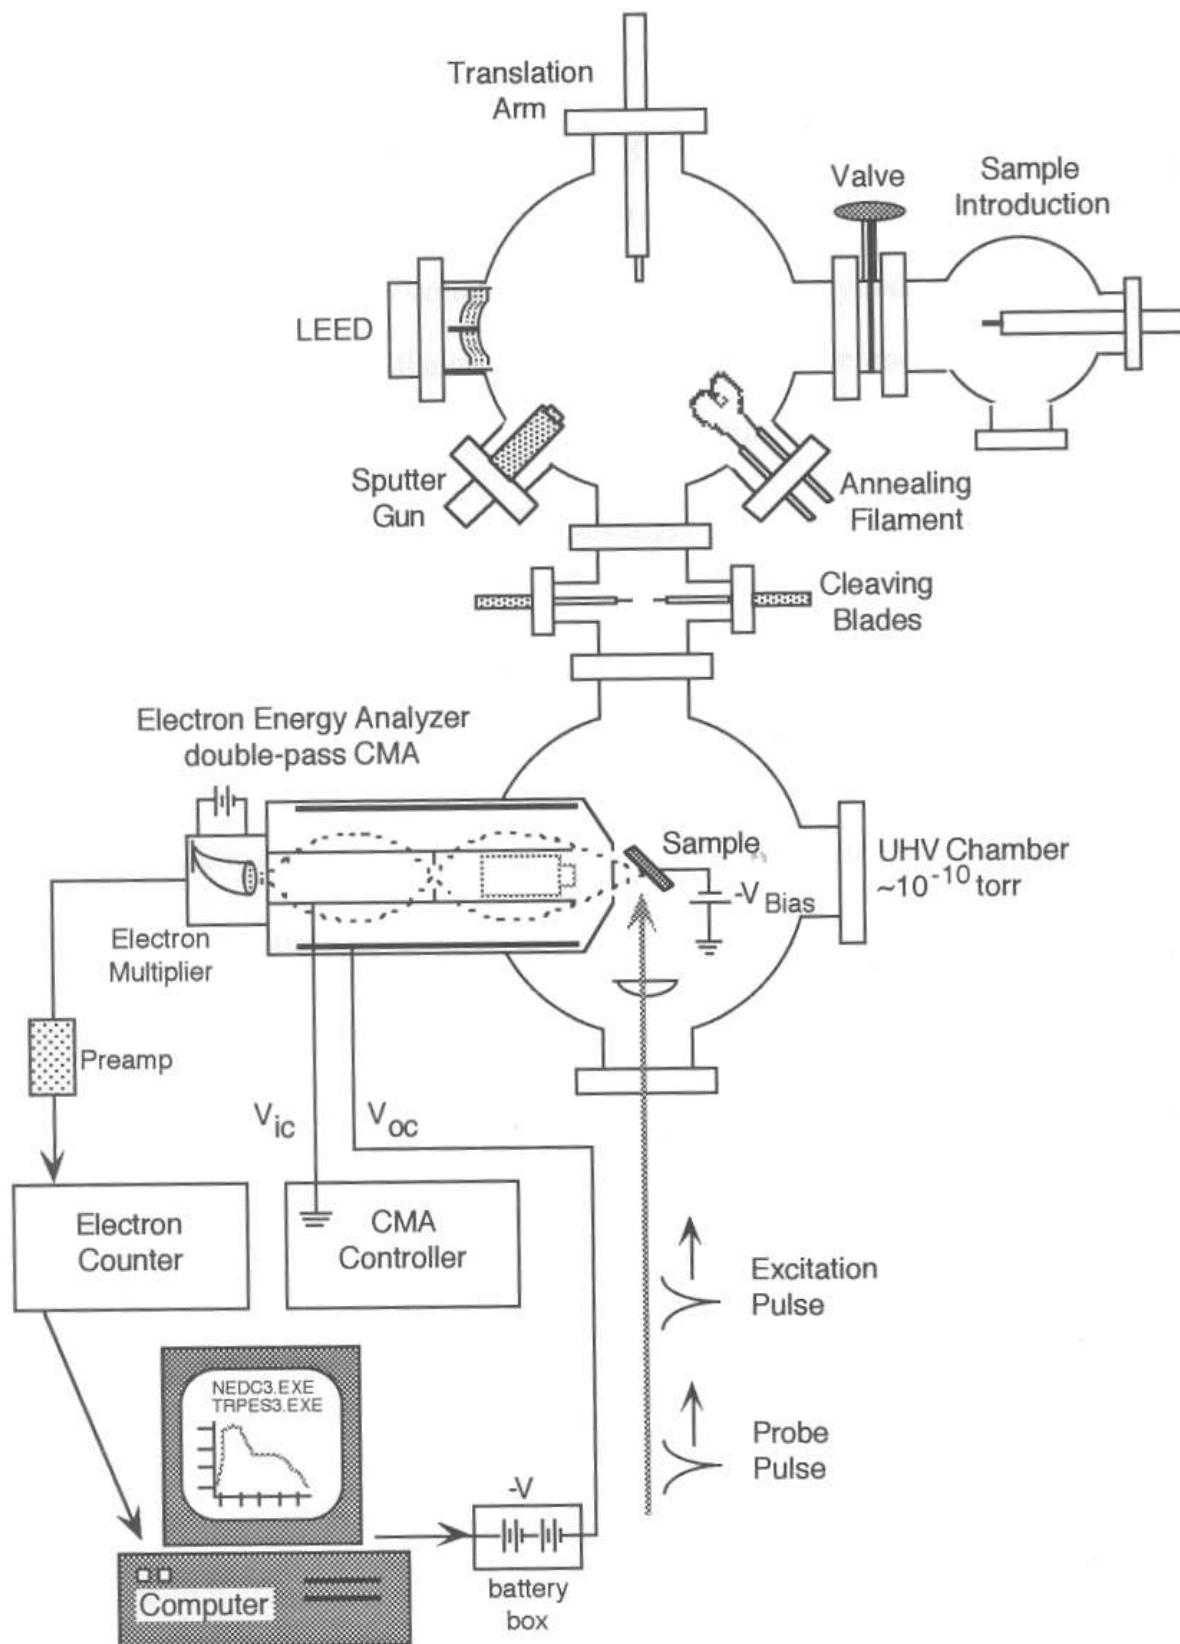 Translation
Arm
Valve
Sample
Introduction
LEED
Sputter
Gun
Annealing
Filament
Cleaving
Blades
Electron Energy Analyzer
double-pass CMA
Sample
-V Bias
UHV Chamber
~10⁻¹⁰ torr
Electron
Multiplier
Preamp
Vic
Voc
Electron
Counter
CMA
Controller
Excitation
Pulse
NEDC3.EXE
TRPES3.EXE
Probe
Pulse
-V
battery
box
Computer